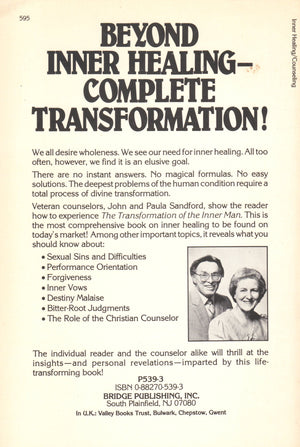 595
Inner Healing/Counseling
BEYOND
INNER HEALING—
COMPLETE
TRANSFORMATION!
We all desire wholeness. We see our need for inner healing. All too
often, however, we find it is an elusive goal.
There are no instant answers. No magical formulas. No easy
solutions. The deepest problems of the human condition require a
total process of divine transformation.
Veteran counselors, John and Paula Sandford, show the reader
how to experience The Transformation of the Inner Man. This is
the most comprehensive book on inner healing to be found on
today's market! Among other important topics, it reveals what you
should know about:
• Sexual Sins and Difficulties
• Performance Orientation
• Forgiveness
• Inner Vows
• Destiny Malaise
• Bitter-Root Judgments
• The Role of the Christian Counselor
The individual reader and the counselor alike will thrill at the
insights—and personal revelations—imparted by this life-
transforming book!
P539-3
ISBN 0-88270-539-3
BRIDGE PUBLISHING, INC.
South Plainfield, NJ 07080
In U.K.: Valley Books Trust, Bulwark, Chepstow, Gwent